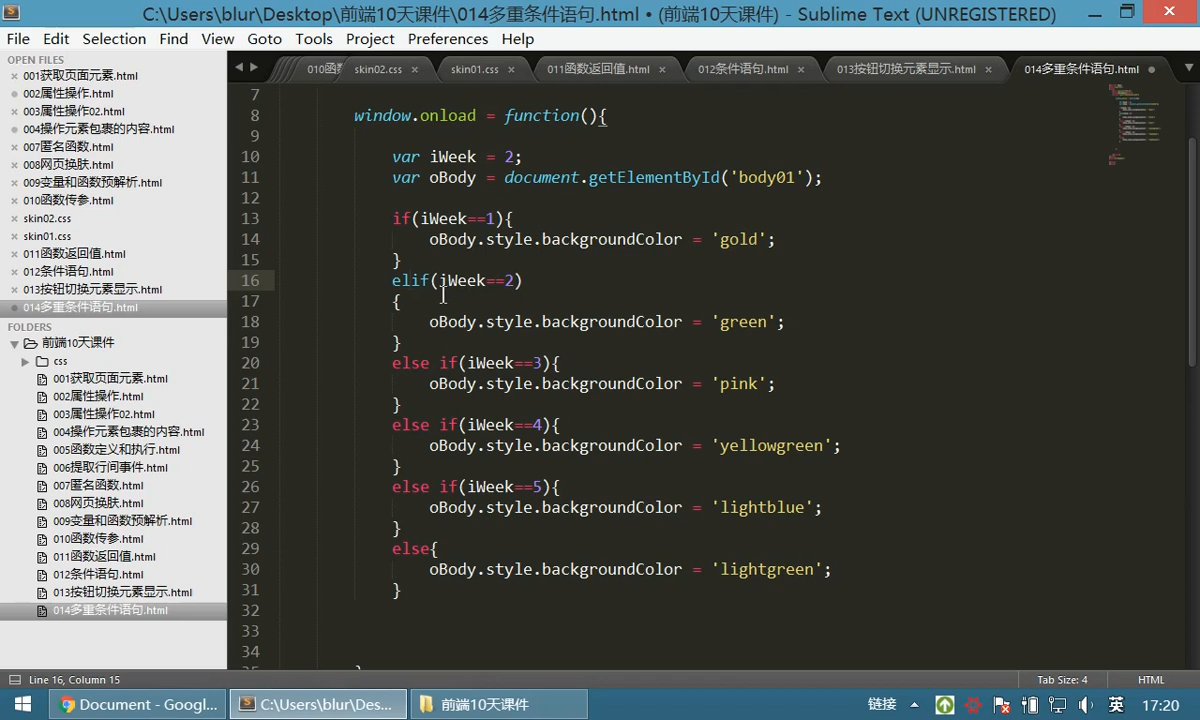 C:\Users\blur\Desktop\前端10天课件\014多重条件语句.html • (前端10天课件) - Sublime Text (UNREGISTERED)
File Edit Selection Find View Goto Tools Project Preferences Help
OPEN FILES
001获取页面元素.html
002属性操作.html
003属性操作02.html
004操作元素包裹的内容.html
007匿名函数.html
008网页换肤.html
009变量和函数预解析.html
010函数传参.html
skin02.css
skin01.css
011函数返回值.html
012条件语句.html
013按钮切换元素显示.html
014多重条件语句.html
FOLDERS
前端10天课件
css
001获取页面元素.html
002属性操作.html
003属性操作02.html
004操作元素包裹的内容.html
005函数定义和执行.html
006提取行间事件.html
007匿名函数.html
008网页换肤.html
009变量和函数预解析.html
010函数传参.html
011函数返回值.html
012条件语句.html
013按钮切换元素显示.html
014多重条件语句.html
skin02.css skin01.css 011函数返回值.html 012条件语句.html 013按钮切换元素显示.html 014多重条件语句.html
7
8 window.onload = function(){
9
10 var iWeek = 2;
11 var oBody = document.getElementById('body01');
12
13 if(iWeek==1){
14 oBody.style.backgroundColor = 'gold';
15 }
16 elif(iWeek==2)
17 {
18 oBody.style.backgroundColor = 'green';
19 }
20 else if(iWeek==3){
21 oBody.style.backgroundColor = 'pink';
22 }
23 else if(iWeek==4){
24 oBody.style.backgroundColor = 'yellowgreen';
25 }
26 else if(iWeek==5){
27 oBody.style.backgroundColor = 'lightblue';
28 }
29 else{
30 oBody.style.backgroundColor = 'lightgreen';
31 }
32
33
34
Line 16, Column 15 Tab Size: 4 HTML
Document - Googl... C:\Users\blur\Des... 前端10天课件 链接 英 17:20